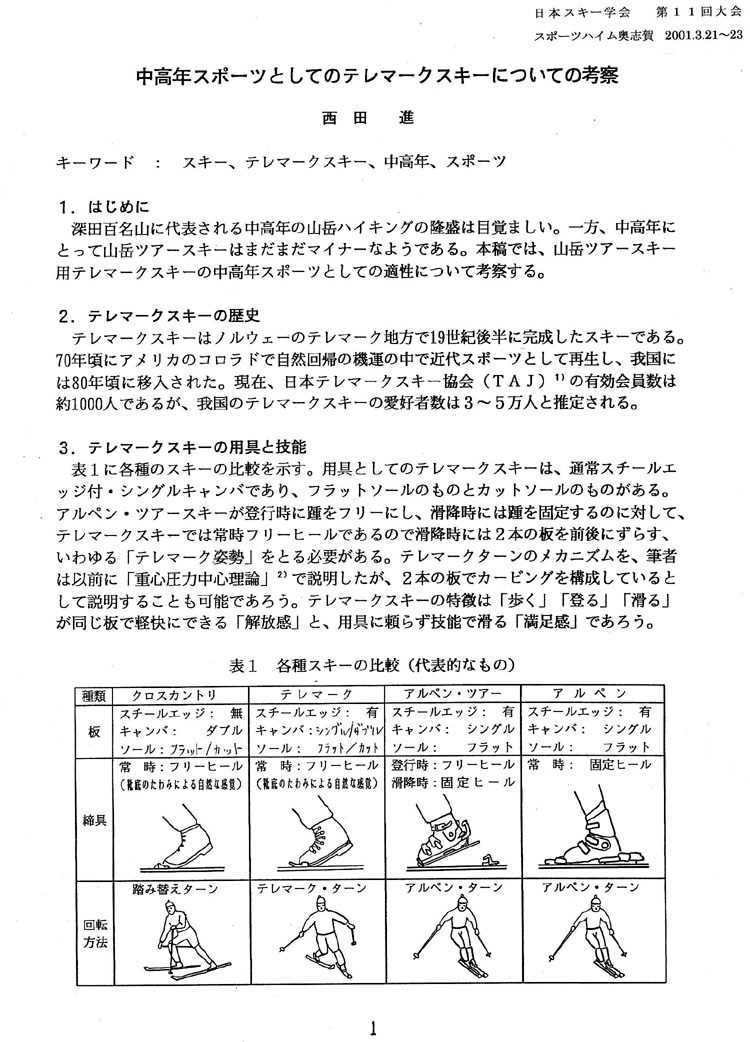 日本スキー学会　第１１回大会
スポーツハイム奥志賀　2001.3.21～23
中高年スポーツとしてのテレマークスキーについての考察
西　田　　進
キーワード　：　スキー、テレマークスキー、中高年、スポーツ
１．はじめに
深田百名山に代表される中高年の山岳ハイキングの隆盛は目覚ましい。一方、中高年に
とって山岳ツアースキーはまだまだマイナーなようである。本稿では、山岳ツアースキー
用テレマークスキーの中高年スポーツとしての適性について考察する。
２．テレマークスキーの歴史
テレマークスキーはノルウェーのテレマーク地方で19世紀後半に完成したスキーである。
70年頃にアメリカのコロラドで自然回帰の機運の中で近代スポーツとして再生し、我国に
は80年頃に移入された。現在、日本テレマークスキー協会（ＴＡＪ）¹⁾の有効会員数は
約1000人であるが、我国のテレマークスキーの愛好者数は３～５万人と推定される。
３．テレマークスキーの用具と技能
表１に各種のスキーの比較を示す。用具としてのテレマークスキーは、通常スチールエ
ッジ付・シングルキャンバであり、フラットソールのものとカットソールのものがある。
アルペン・ツアースキーが登行時に踵をフリーにし、滑降時には踵を固定するのに対して、
テレマークスキーでは常時フリーヒールであるので滑降時には２本の板を前後にずらす、
いわゆる「テレマーク姿勢」をとる必要がある。テレマークターンのメカニズムを、筆者
は以前に「重心圧力中心理論」²⁾で説明したが、２本の板でカービングを構成していると
して説明することも可能であろう。テレマークスキーの特徴は「歩く」「登る」「滑る」
が同じ板で軽快にできる「解放感」と、用具に頼らず技能で滑る「満足感」であろう。
表１　各種スキーの比較（代表的なもの）
種類　クロスカントリ　テレマーク　アルペン・ツアー　アルペン
板
スチールエッジ：　無　スチールエッジ：　有　スチールエッジ：　有　スチールエッジ：　有
キャンバ：　ダブル　キャンバ：シングル/ダブル　キャンバ：　シングル　キャンバ：　シングル
ソール：フラット/カット　ソール：　フラット/カット　ソール：　フラット　ソール：　フラット
締具
常　時：フリーヒール　常　時：フリーヒール　登行時：フリーヒール　常　時：　固定ヒール
（靴底のたわみによる自然な感覚）　（靴底のたわみによる自然な感覚）　滑降時：固定ヒール
回転
方法
踏み替えターン　テレマーク・ターン　アルペン・ターン　アルペン・ターン
1